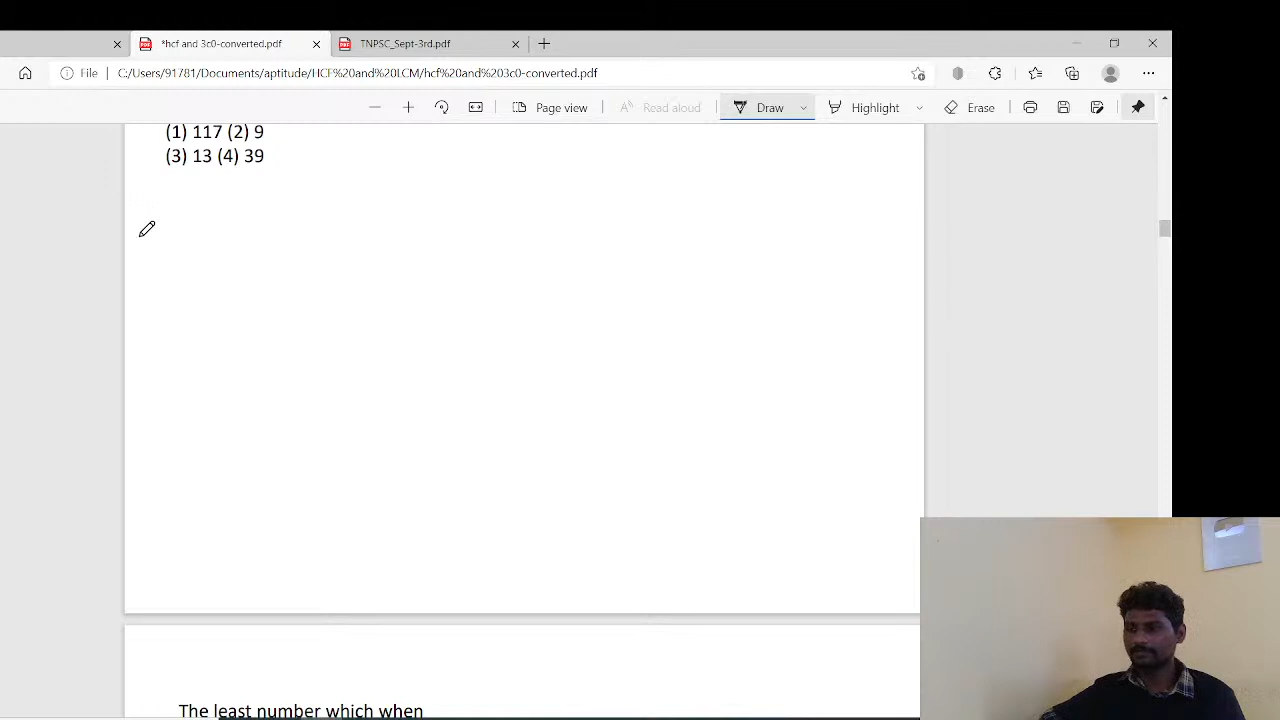 *hcf and 3c0-converted.pdf
TNPSC_Sept-3rd.pdf
File
C:/Users/91781/Documents/aptitude/HCF%20and%20LCM/hcf%20and%203c0-converted.pdf
Page view
Read aloud
Draw
Highlight
Erase
(1) 117 (2) 9
(3) 13 (4) 39
The least number which when